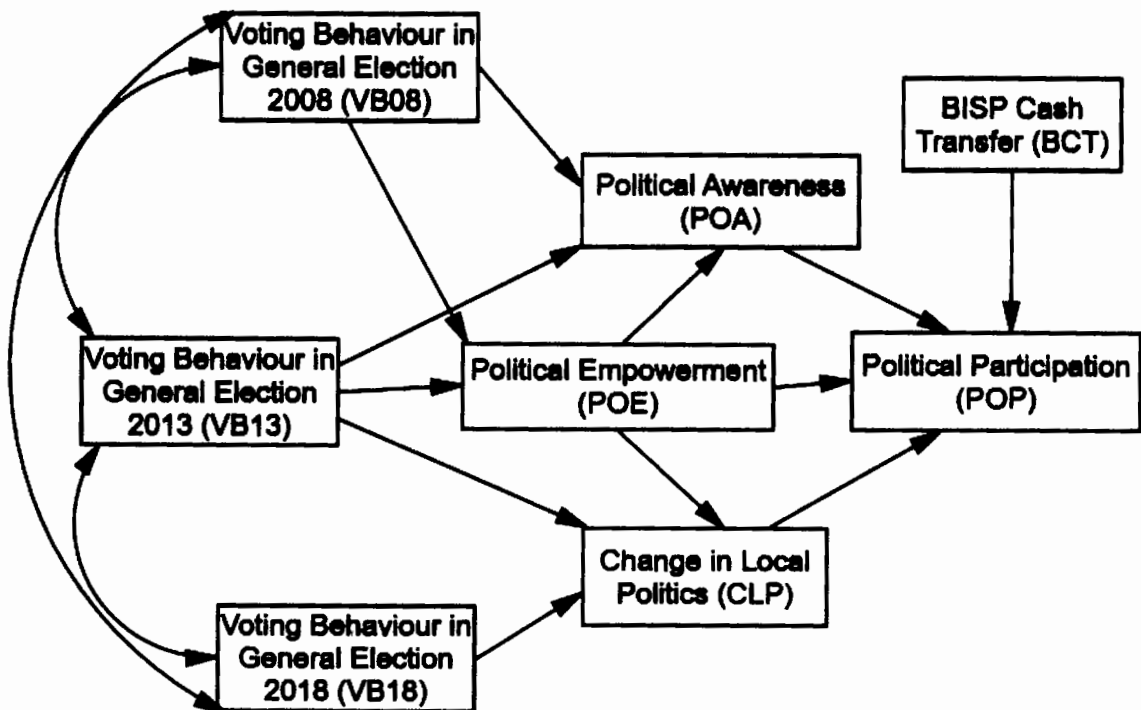 Voting Behaviour in
General Election
2008 (VB08)
BISP Cash
Transfer (BCT)
Political Awareness
(POA)
Voting Behaviour in
General Election
2013 (VB13)
Political Empowerment
(POE)
Political Participation
(POP)
Change in Local
Politics (CLP)
Voting Behaviour in
General Election
2018 (VB18)